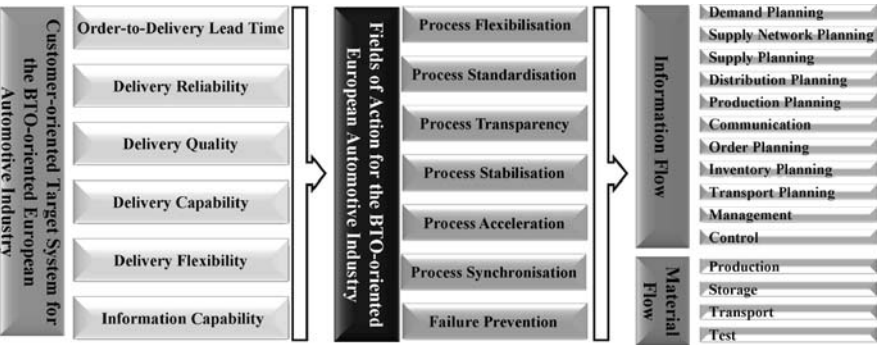 Customer-oriented Target System for
the BTO-oriented European
Automotive Industry
Order-to-Delivery Lead Time
Delivery Reliability
Delivery Quality
Delivery Capability
Delivery Flexibility
Information Capability
Fields of Action for the BTO-oriented
European Automotive Industry
Process Flexibilisation
Process Standardisation
Process Transparency
Process Stabilisation
Process Acceleration
Process Synchronisation
Failure Prevention
Information Flow
Demand Planning
Supply Network Planning
Supply Planning
Distribution Planning
Production Planning
Communication
Order Planning
Inventory Planning
Transport Planning
Management
Control
Material
Flow
Production
Storage
Transport
Test